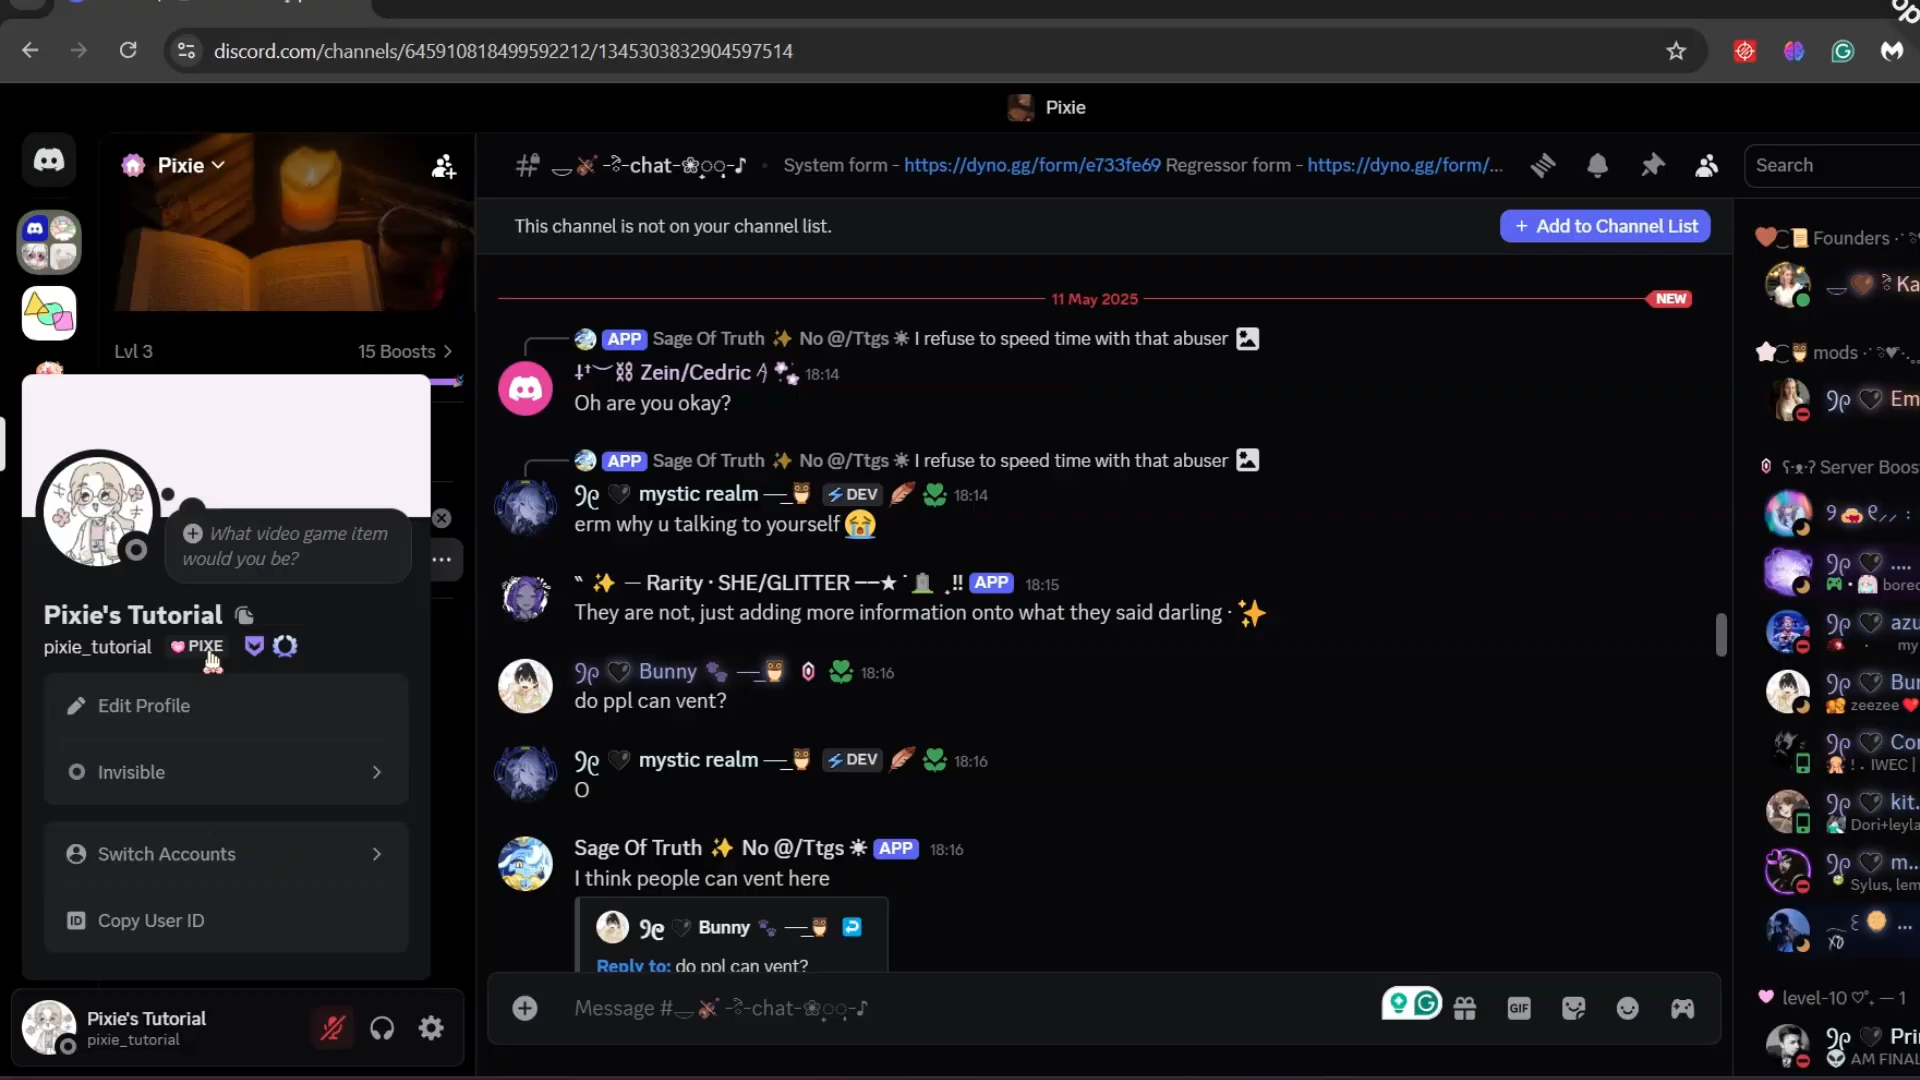 discord.com/channels/645910818499592212/1345303832904597514
Pixie
Pixie
Lvl 3
15 Boosts
What video game item would you be?
Pixie's Tutorial
pixie_tutorial
PIXE
Edit Profile
Invisible
Switch Accounts
ID Copy User ID
Pixie's Tutorial
pixie_tutorial
-chat-
System form - https://dyno.gg/form/e733fe69 Regressor form - https://dyno.gg/form/...
Search
This channel is not on your channel list.
+ Add to Channel List
11 May 2025
NEW
APP Sage Of Truth ✨ No @/Ttgs ☀ I refuse to speed time with that abuser
Zein/Cedric 18:14
Oh are you okay?
APP Sage Of Truth ✨ No @/Ttgs ☀ I refuse to speed time with that abuser
mystic realm DEV 18:14
erm why u talking to yourself 😭
✨ — Rarity · SHE/GLITTER ──★ ˙🪦 ̟ !! APP 18:15
They are not, just adding more information onto what they said darling · ✨
Bunny 18:16
do ppl can vent?
mystic realm DEV 18:16
O
Sage Of Truth ✨ No @/Ttgs ☀ APP 18:16
I think people can vent here
Bunny
Reply to: do ppl can vent?
Message # -chat-
GIF
Founders
Ka
mods
Em
Server Boos
....
bored
azu
my
Bu
zeezee
Co
! . IWEC |
kit.
Dori+leyla
m...
Sylus, lem
...
XD
level-10 — 1
Pri
AM FINAL